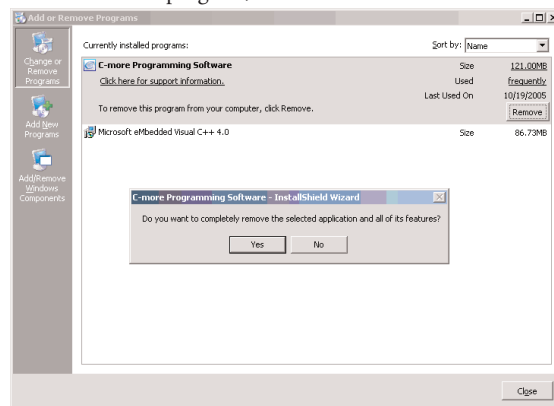 Add or Remove Programs
Change or
Remove
Programs
Add New
Programs
Add/Remove
Windows
Components
Currently installed programs:
Sort by: Name
C-more Programming Software
Size 121.00MB
Click here for support information.
Used frequently
Last Used On 10/19/2005
To remove this program from your computer, click Remove.
Remove
Microsoft eMbedded Visual C++ 4.0
Size 86.73MB
C-more Programming Software - InstallShield Wizard
Do you want to completely remove the selected application and all of its features?
Yes No
Close